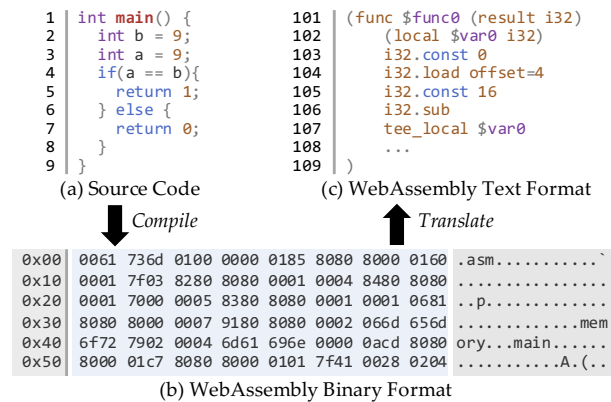 1 int main() {
2 int b = 9;
3 int a = 9;
4 if(a == b){
5 return 1;
6 } else {
7 return 0;
8 }
9 }
(a) Source Code
101 (func $func0 (result i32)
102 (local $var0 i32)
103 i32.const 0
104 i32.load offset=4
105 i32.const 16
106 i32.sub
107 tee_local $var0
108 ...
109 )
(c) WebAssembly Text Format
Compile
Translate
0x00 0061 736d 0100 0000 0185 8080 8000 0160 .asm...........`
0x10 0001 7f03 8280 8080 0001 0004 8480 8080 ................
0x20 0001 7000 0005 8380 8080 0001 0001 0681 ..p.............
0x30 8080 8000 0007 9180 8080 0002 066d 656d .............mem
0x40 6f72 7902 0004 6d61 696e 0000 0acd 8080 ory...main......
0x50 8000 01c7 8080 8000 0101 7f41 0028 0204 ...........A.(..
(b) WebAssembly Binary Format